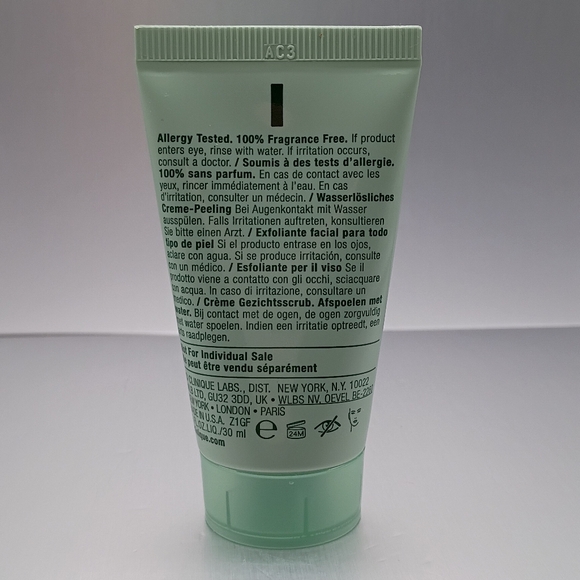 AC3
Allergy Tested. 100% Fragrance Free. If product
enters eye, rinse with water. If irritation occurs,
consult a doctor. / Soumis à des tests d'allergie.
100% sans parfum. En cas de contact avec les
yeux, rincer immédiatement à l'eau. En cas
d'irritation, consulter un médecin. / Wasserlösliches
Creme-Peeling Bei Augenkontakt mit Wasser
ausspülen. Falls Irritationen auftreten, konsultieren
Sie bitte einen Arzt. / Exfoliante facial para todo
tipo de piel Si el producto entrase en los ojos,
aclare con agua. Si se produce irritación, consulte
con un médico. / Esfoliante per il viso Se il
prodotto viene a contatto con gli occhi, sciacquare
con acqua. In caso di irritazione, consultare un
medico. / Crème Gezichtsscrub. Afspoelen met
water. Bij contact met de ogen, de ogen zorgvuldig
water spoelen. Indien een irritatie optreedt, een
raadplegen.
For Individual Sale
peut être vendu séparément
CLINIQUE LABS., DIST. NEW YORK, N.Y. 10022
LTD, GU32 3DD, UK • WLBS NV. OEVEL BE-
YORK • LONDON • PARIS
IN U.S.A. Z1GF
OZ.LIQ./30 ml e 24M